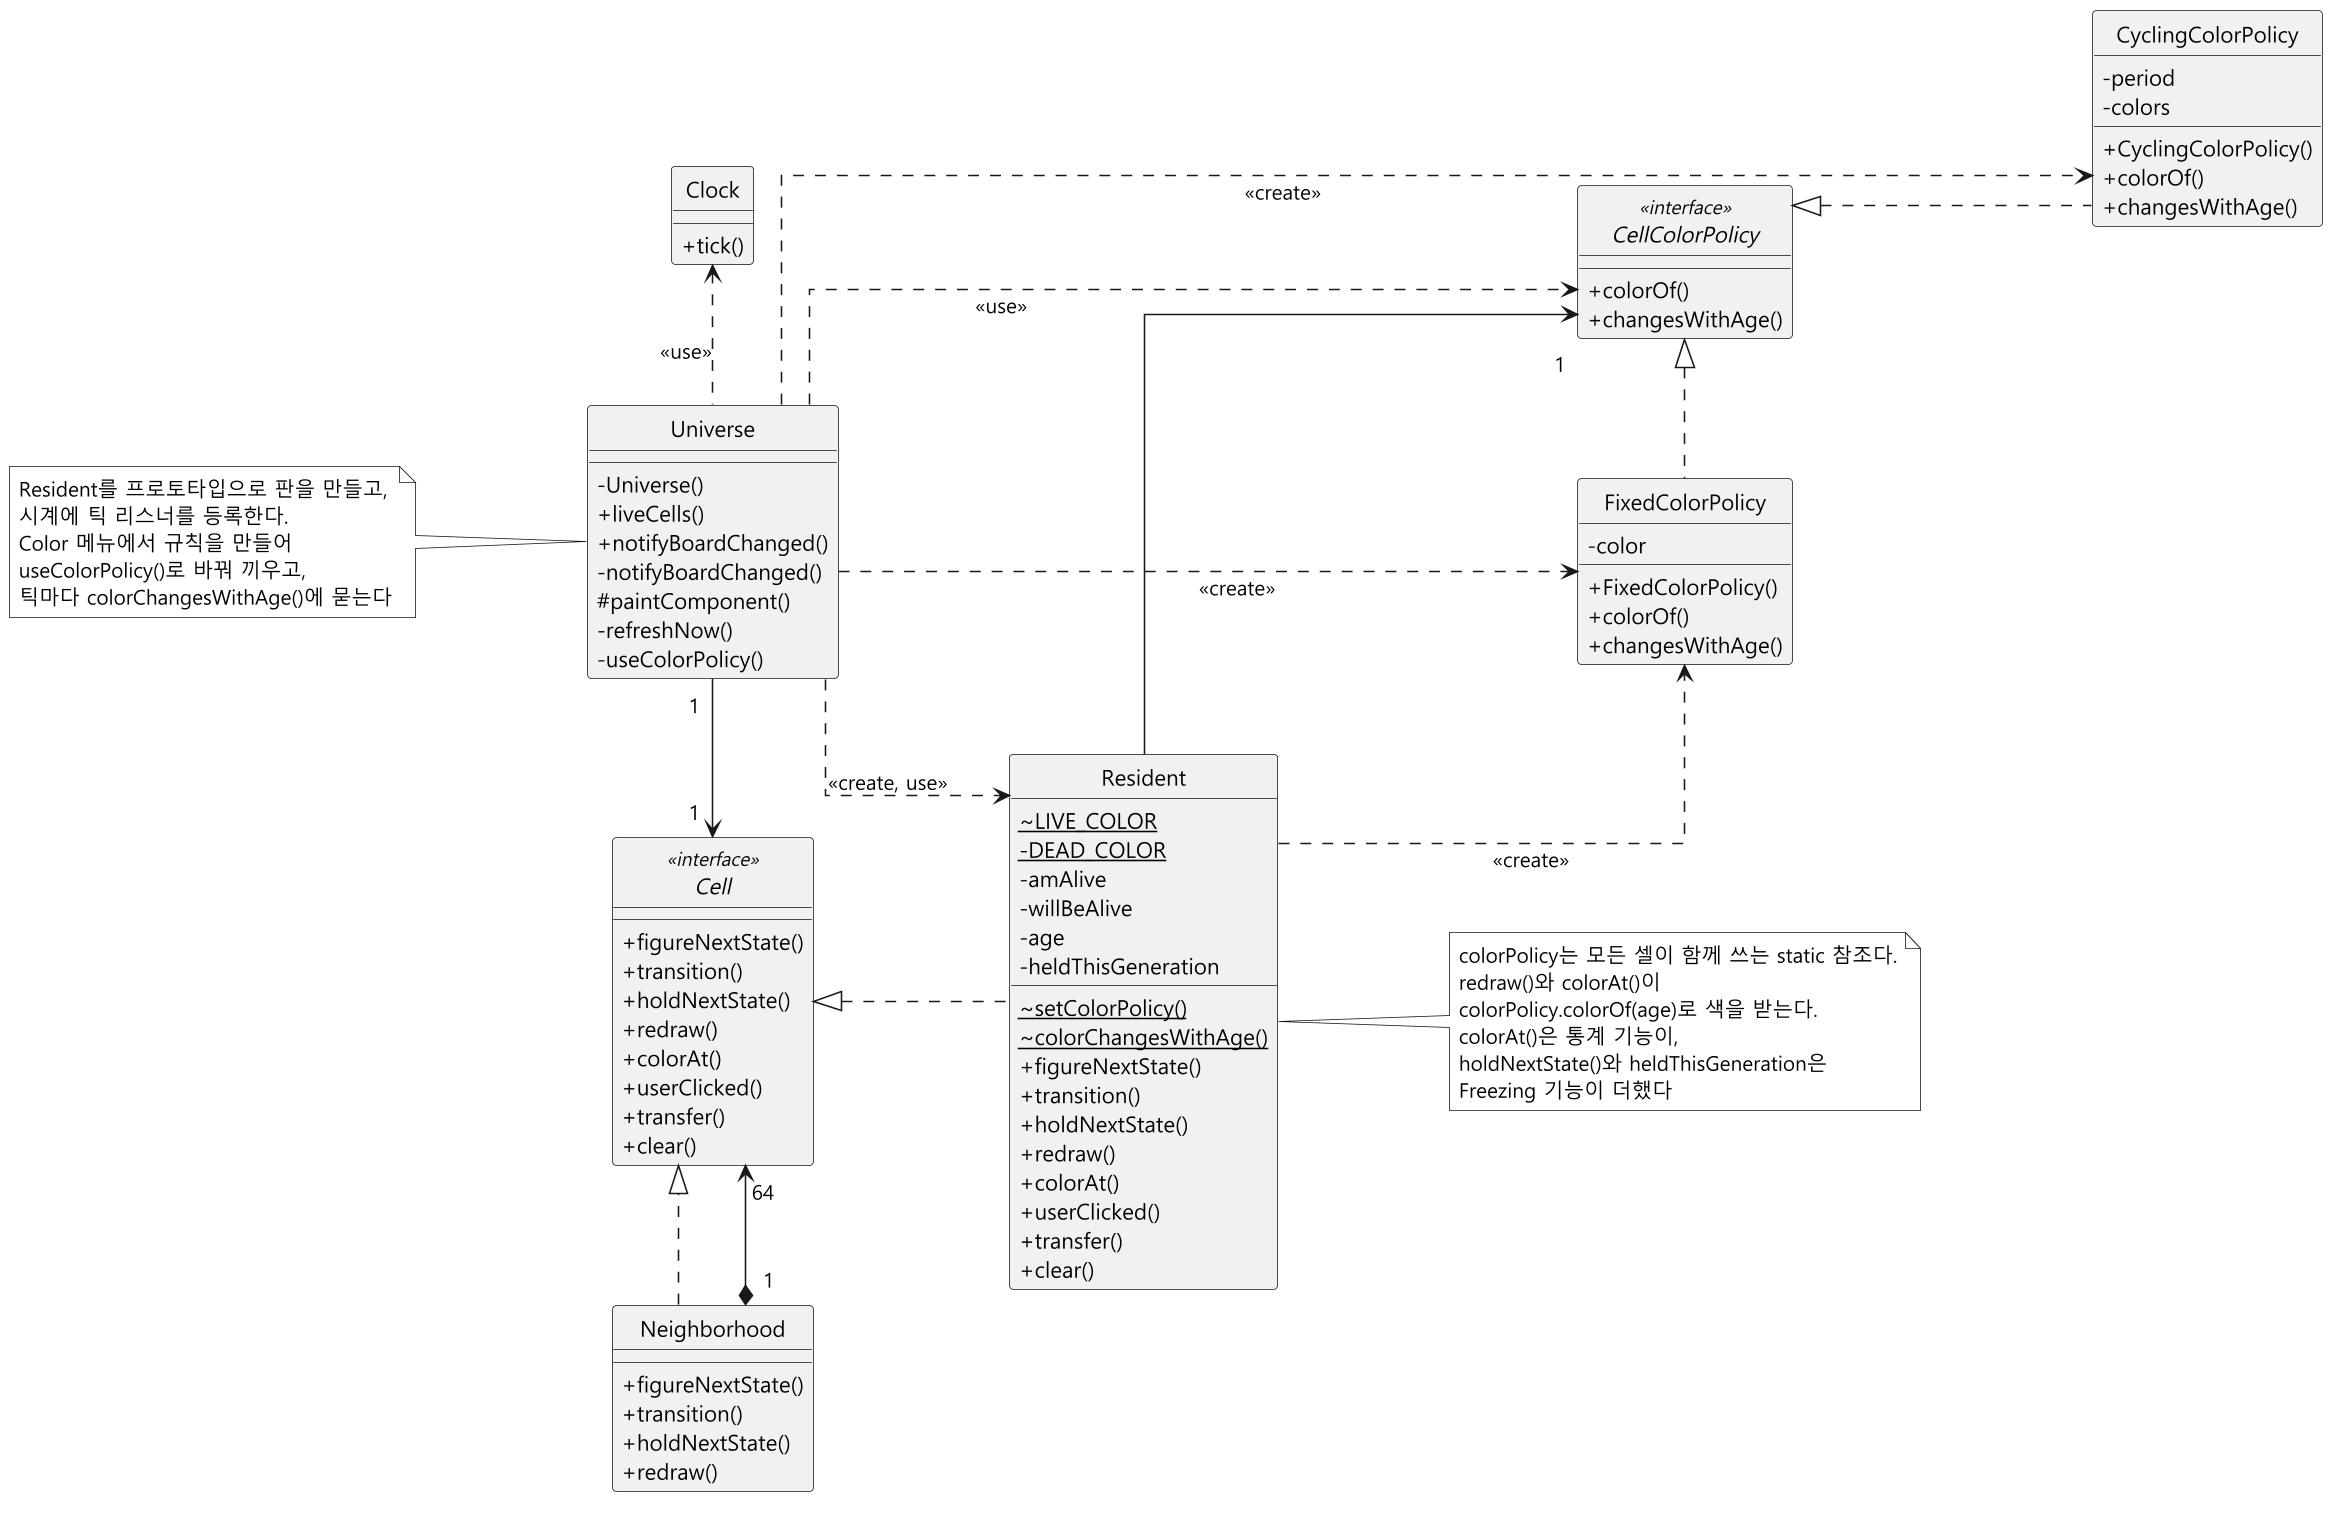 CyclingColorPolicy
-period
-colors
+CyclingColorPolicy()
+colorOf()
+changesWithAge()
Clock
+tick()
«create»
«interface»
CellColorPolicy
+colorOf()
+changesWithAge()
«use»
«use»
1
Universe
-Universe()
+liveCells()
+notifyBoardChanged()
-notifyBoardChanged()
#paintComponent()
-refreshNow()
-useColorPolicy()
Resident를 프로토타입으로 판을 만들고,
시계에 틱 리스너를 등록한다.
Color 메뉴에서 규칙을 만들어
useColorPolicy()로 바꿔 끼우고,
틱마다 colorChangesWithAge()에 묻는다
FixedColorPolicy
-color
+FixedColorPolicy()
+colorOf()
+changesWithAge()
«create»
1
«create, use»
1
Resident
~LIVE_COLOR
-DEAD_COLOR
-amAlive
-willBeAlive
-age
-heldThisGeneration
~setColorPolicy()
~colorChangesWithAge()
+figureNextState()
+transition()
+holdNextState()
+redraw()
+colorAt()
+userClicked()
+transfer()
+clear()
«create»
«interface»
Cell
+figureNextState()
+transition()
+holdNextState()
+redraw()
+colorAt()
+userClicked()
+transfer()
+clear()
colorPolicy는 모든 셀이 함께 쓰는 static 참조다.
redraw()와 colorAt()이
colorPolicy.colorOf(age)로 색을 받는다.
colorAt()은 통계 기능이,
holdNextState()와 heldThisGeneration은
Freezing 기능이 더했다
64
1
Neighborhood
+figureNextState()
+transition()
+holdNextState()
+redraw()